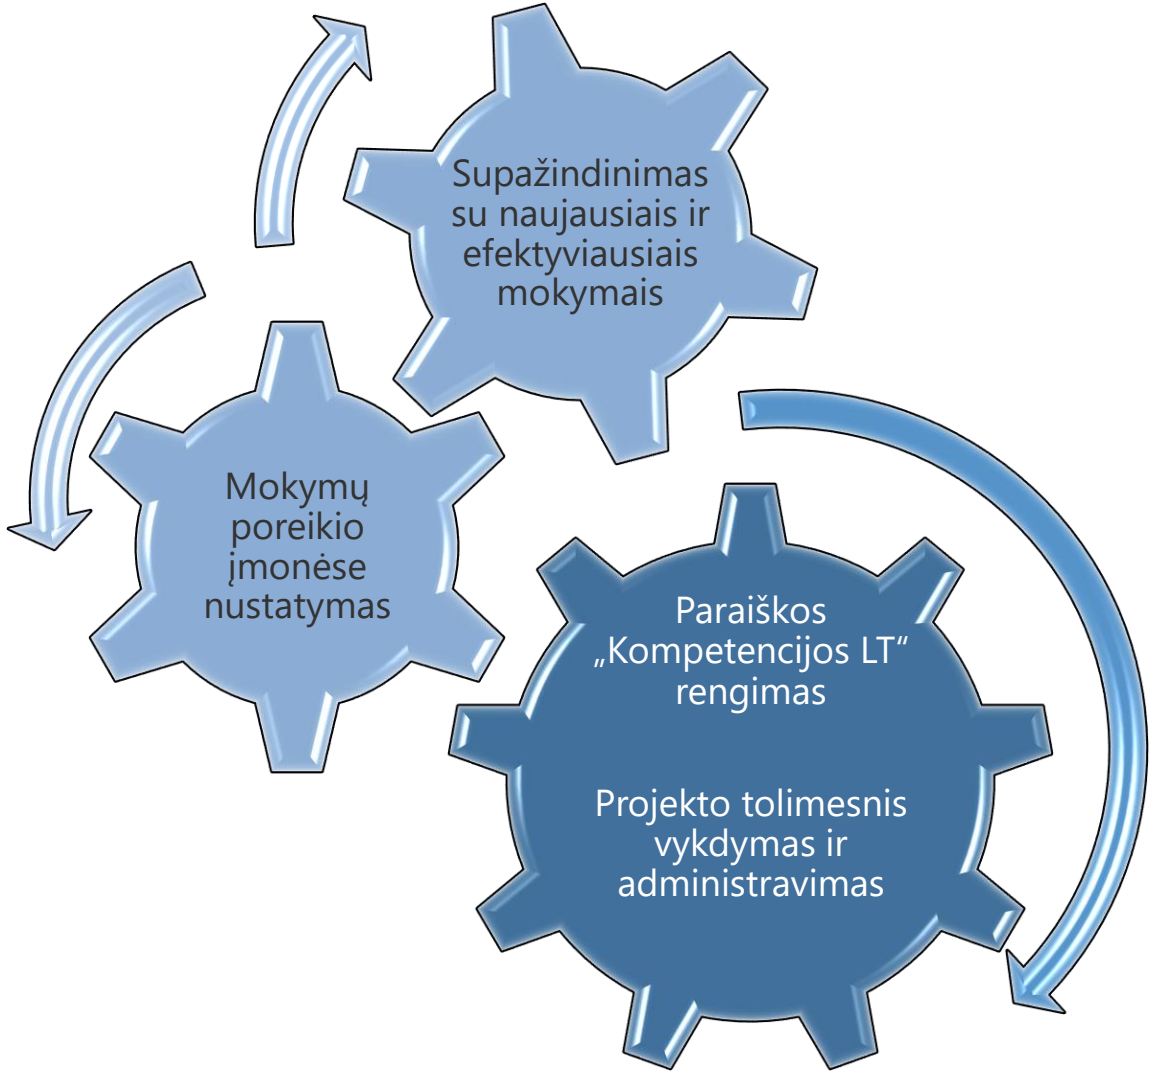 Supažindinimas
su naujausiais ir
efektyviausiais
mokymais
Mokymų
poreikio
įmonėse
nustatymas
Paraiškos
„Kompetencijos LT“
rengimas
Projekto tolimesnis
vykdymas ir
administravimas